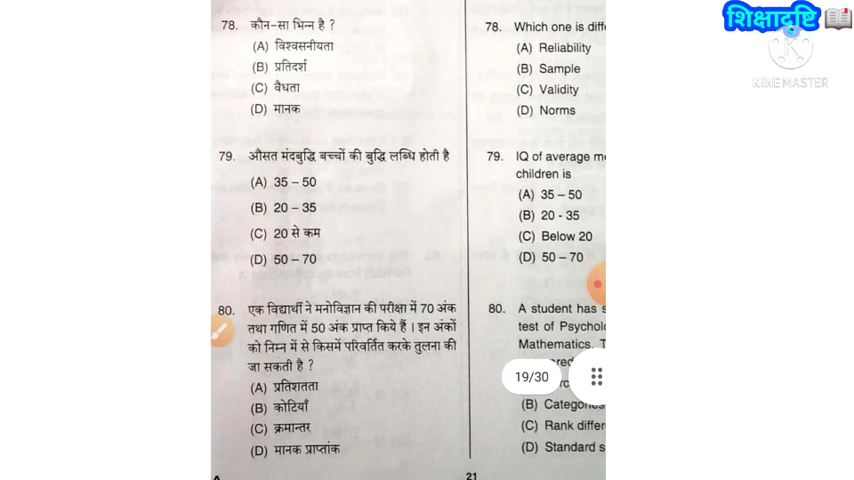 शिक्षादृष्टि
KINEMASTER
78. कौन-सा भिन्न है ?
(A) विश्वसनीयता
(B) प्रतिदर्श
(C) वैधता
(D) मानक
79. औसत मंदबुद्धि बच्चों की बुद्धि लब्धि होती है
(A) 35 – 50
(B) 20 – 35
(C) 20 से कम
(D) 50 – 70
80. एक विद्यार्थी ने मनोविज्ञान की परीक्षा में 70 अंक
तथा गणित में 50 अंक प्राप्त किये हैं । इन अंकों
को निम्न में से किसमें परिवर्तित करके तुलना की
जा सकती है ?
(A) प्रतिशतता
(B) कोटियाँ
(C) क्रमान्तर
(D) मानक प्राप्तांक
78. Which one is diff
(A) Reliability
(B) Sample
(C) Validity
(D) Norms
79. IQ of average m
children is
(A) 35 – 50
(B) 20 - 35
(C) Below 20
(D) 50 – 70
80. A student has s
test of Psychol
Mathematics. T
19/30
(B) Categories
(C) Rank differ
(D) Standard s
21